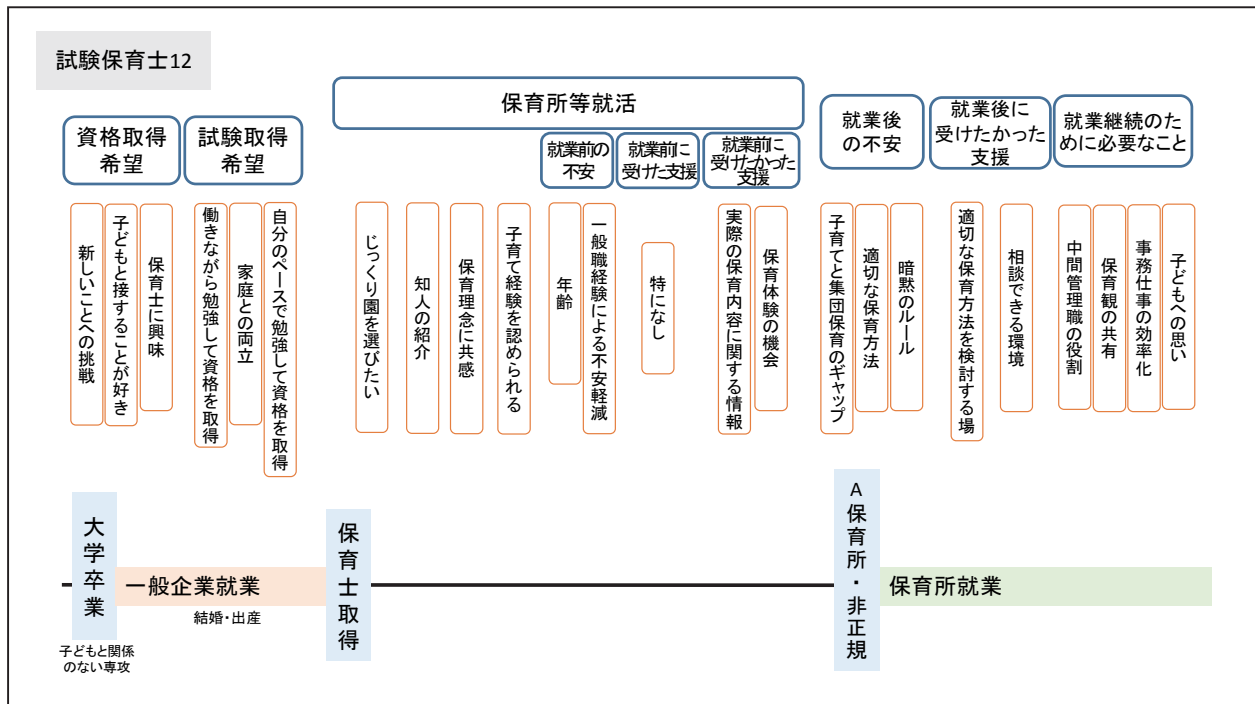 試験保育士12
保育所等就活
資格取得
希望
試験取得
希望
就業前の
不安
就業前に
受けた支援
就業前に
受けたかった
支援
就業後
の不安
就業後に
受けたかった
支援
就業継続のた
めに必要なこと
新しいことへの挑戦
子どもと接することが好き
保育士に興味
働きながら勉強して資格を取得
家庭との両立
自分のペースで勉強して資格を取得
じっくり園を選びたい
知人の紹介
保育理念に共感
子育て経験を認められる
年齢
一般職経験による不安軽減
特になし
実際の保育内容に関する情報
保育体験の機会
子育てと集団保育のギャップ
適切な保育方法
暗黙のルール
適切な保育方法を検討する場
相談できる環境
中間管理職の役割
保育観の共有
事務仕事の効率化
子どもへの思い
大学卒業
一般企業就業
結婚・出産
子どもと関係
のない専攻
保育士取得
A保育所・非正規
保育所就業